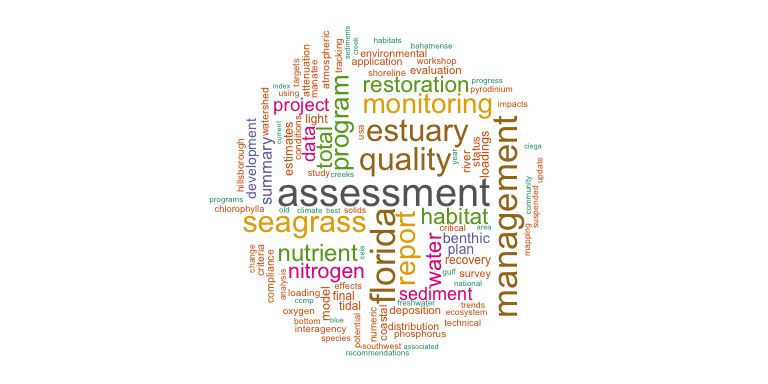 habitats
bahamense
sediments
creek
environmental
tracking
atmospheric
application
workshop
manatee
attenuation
targets
shoreline
evaluation
index
using
restoration
progress
pyrodinium
project
program
monitoring
impacts
watershed
light
conditions
current
data
total
usa
estuary
management
development
summary
estimates
quality
year
river
status
loadings
ciega
hillsborough
study
creeks
update
programs
assessment
community
suspended
chlorophylla
old
climate
best
solids
seagrass
florida
report
habitat
area
critical
mapping
water
benthic
plan
change
criteria
compliance
nutrient
ceia
recovery
nitrogen
gulf
survey
analysis
national
loading
ccmp
model
effects
final
tidal
sediment
freshwater
oxygen
deposition
trends
ecosystem
bottom
blue
potential
numeric
coastal
distribution
technical
interagency
phosphorus
species
southwest
associated
recommendations